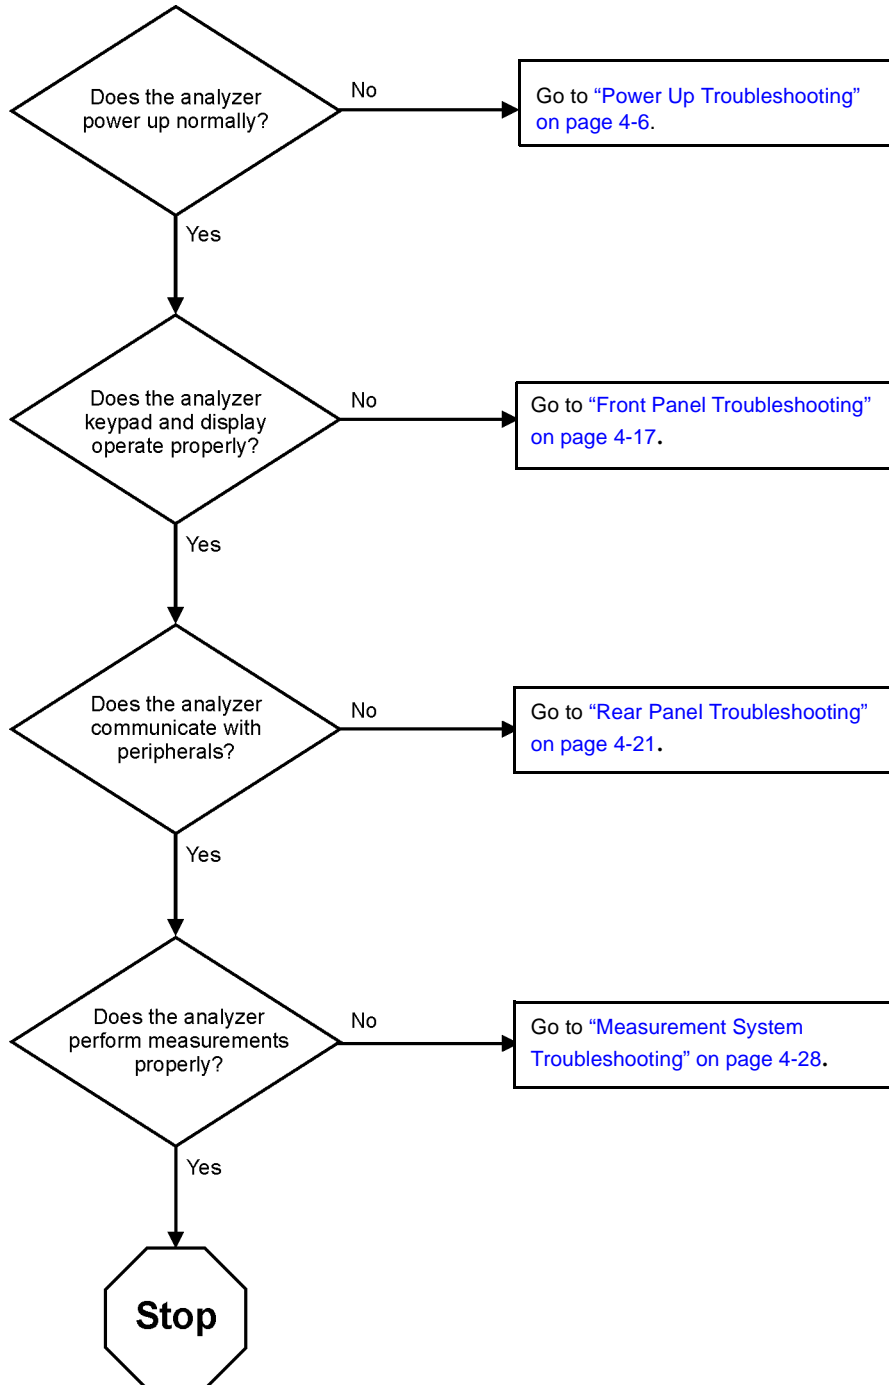 Does the analyzer
power up normally?
No
Go to “Power Up Troubleshooting”
on page 4-6.
Yes
Does the analyzer
keypad and display
operate properly?
No
Go to “Front Panel Troubleshooting”
on page 4-17.
Yes
Does the analyzer
communicate with
peripherals?
No
Go to “Rear Panel Troubleshooting”
on page 4-21.
Yes
Does the analyzer
perform measurements
properly?
No
Go to “Measurement System
Troubleshooting” on page 4-28.
Yes
Stop